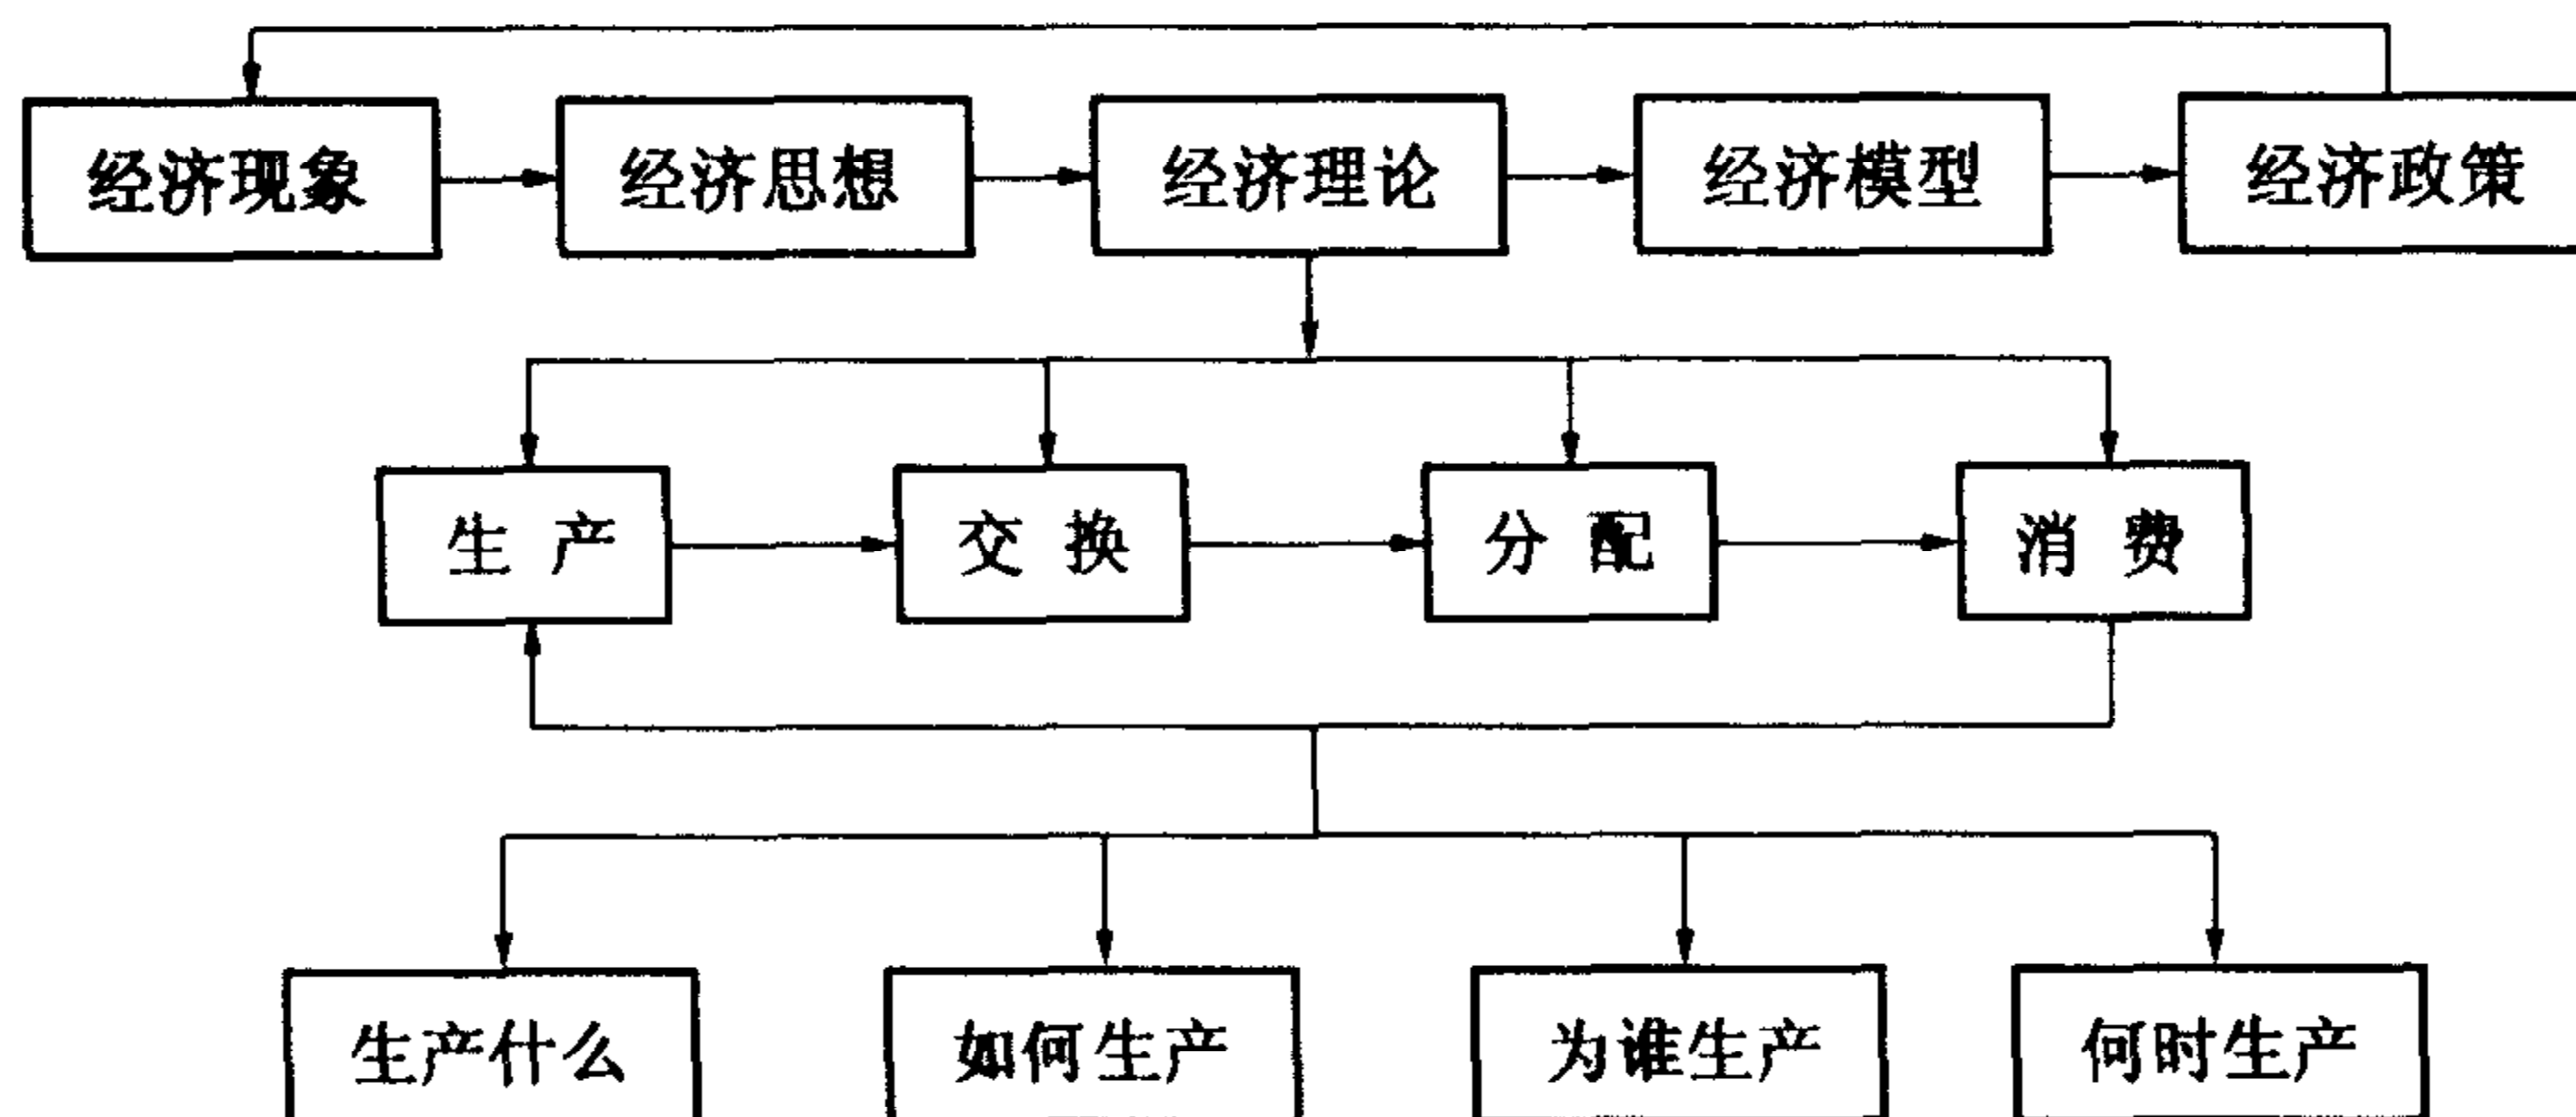 经济现象 经济思想 经济理论 经济模型 经济政策
生产 交换 分配 消费
生产什么 如何生产 为谁生产 何时生产